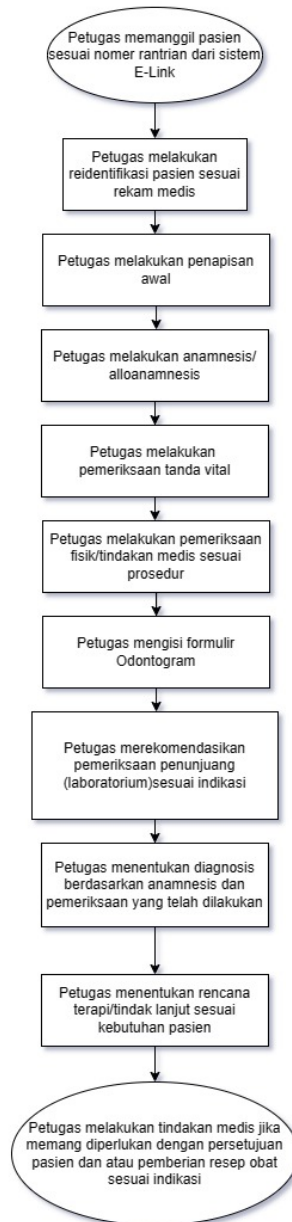 Petugas memanggil pasien
sesuai nomer rantrian dari sistem
E-Link
Petugas melakukan
reidentifikasi pasien sesuai
rekam medis
Petugas melakukan penapisan
awal
Petugas melakukan anamnesis/
alloanamnesis
Petugas melakukan
pemeriksaan tanda vital
Petugas melakukan pemeriksaan
fisik/tindakan medis sesuai
prosedur
Petugas mengisi formulir
Odontogram
Petugas merekomendasikan
pemeriksaan penunjuang
(laboratorium)sesuai indikasi
Petugas menentukan diagnosis
berdasarkan anamnesis dan
pemeriksaan yang telah dilakukan
Petugas menentukan rencana
terapi/tindak lanjut sesuai
kebutuhan pasien
Petugas melakukan tindakan medis jika
memang diperlukan dengan persetujuan
pasien dan atau pemberian resep obat
sesuai indikasi